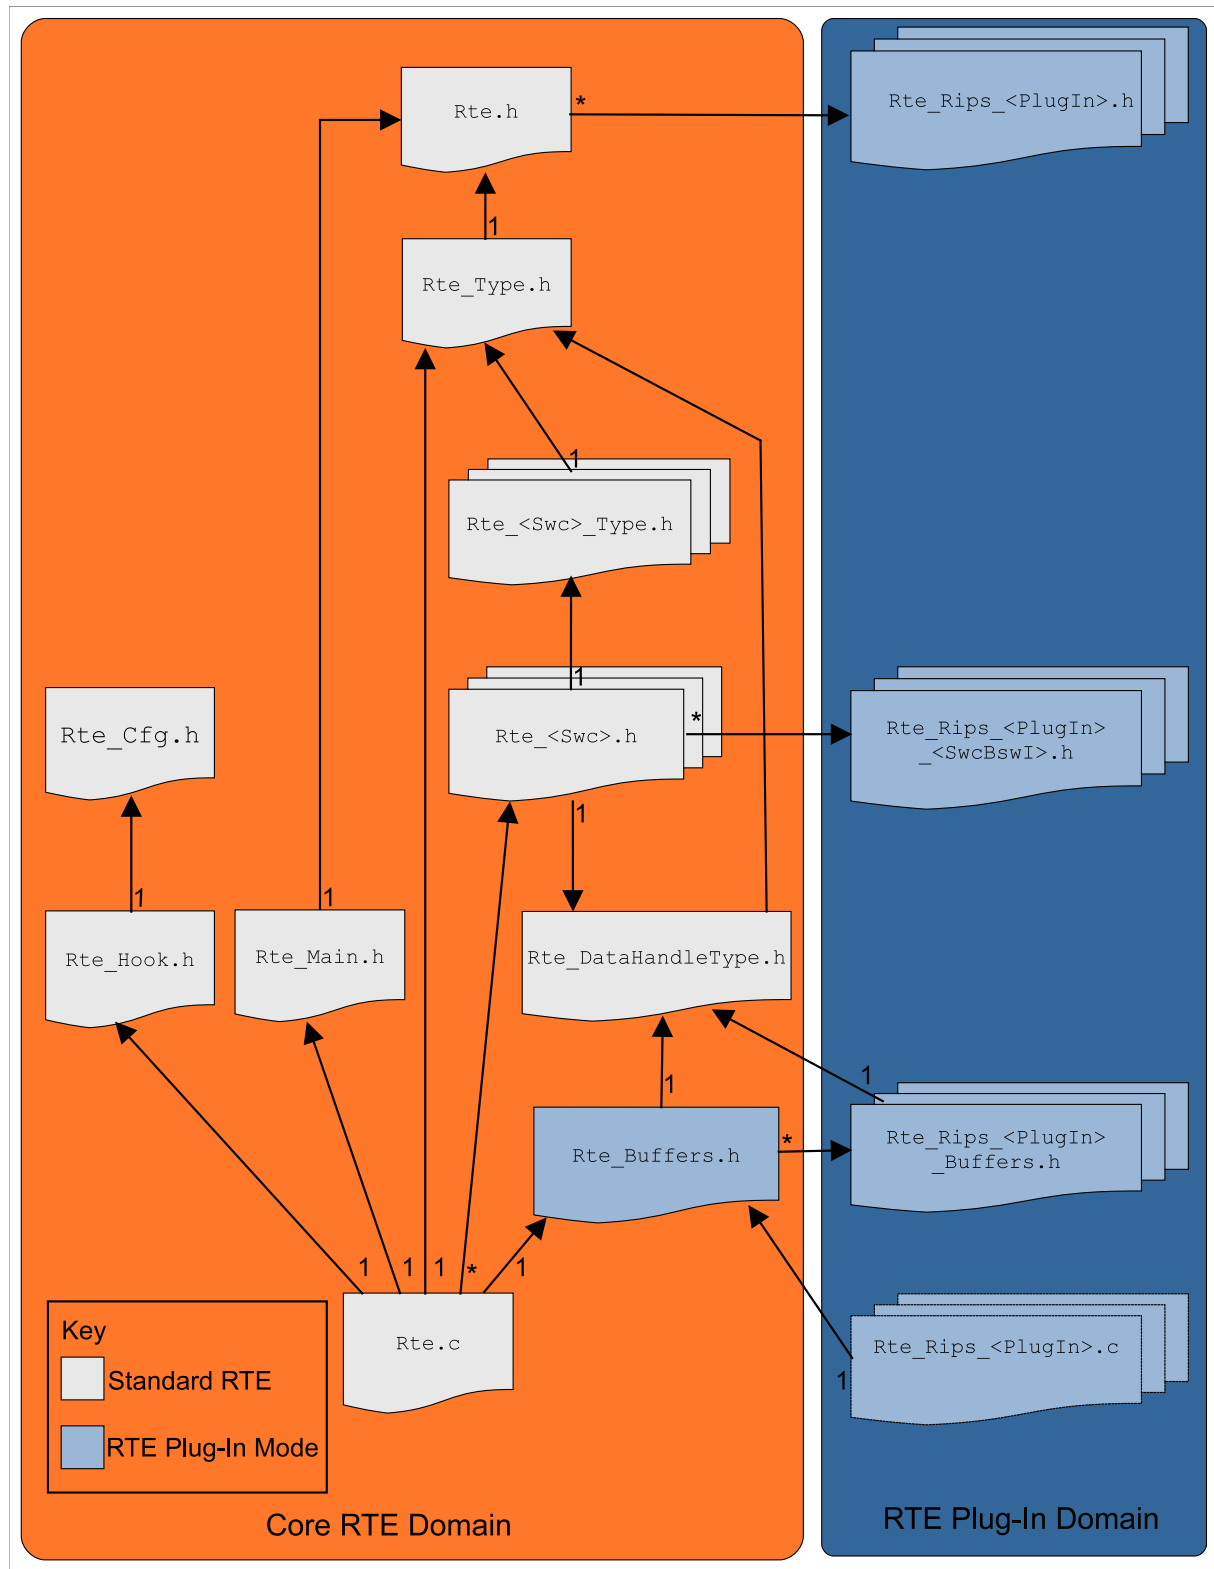 Rte.h
*
Rte_Rips_<PlugIn>.h
1
Rte_Type.h
1
Rte_<Swc>_Type.h
1
Rte_<Swc>.h
*
Rte_Rips_<PlugIn>
_<SwcBswI>.h
Rte_Cfg.h
1
1
1
Rte_Hook.h
Rte_Main.h
Rte_DataHandleType.h
1
1
Rte_Buffers.h
*
Rte_Rips_<PlugIn>
_Buffers.h
1
1
1
*
1
Rte.c
Rte_Rips_<PlugIn>.c
1
Key
Standard RTE
RTE Plug-In Mode
Core RTE Domain
RTE Plug-In Domain